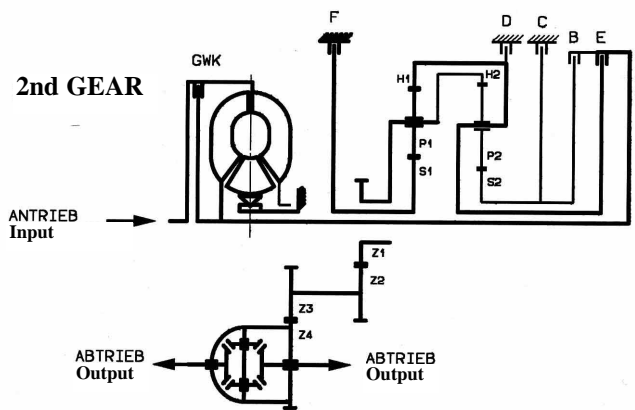 F
D
C
B
E
GWK
2nd GEAR
H1
H2
P1
P2
S1
S2
ANTRIEB
Input
Z1
Z2
Z3
Z4
ABTRIEB
Output
ABTRIEB
Output